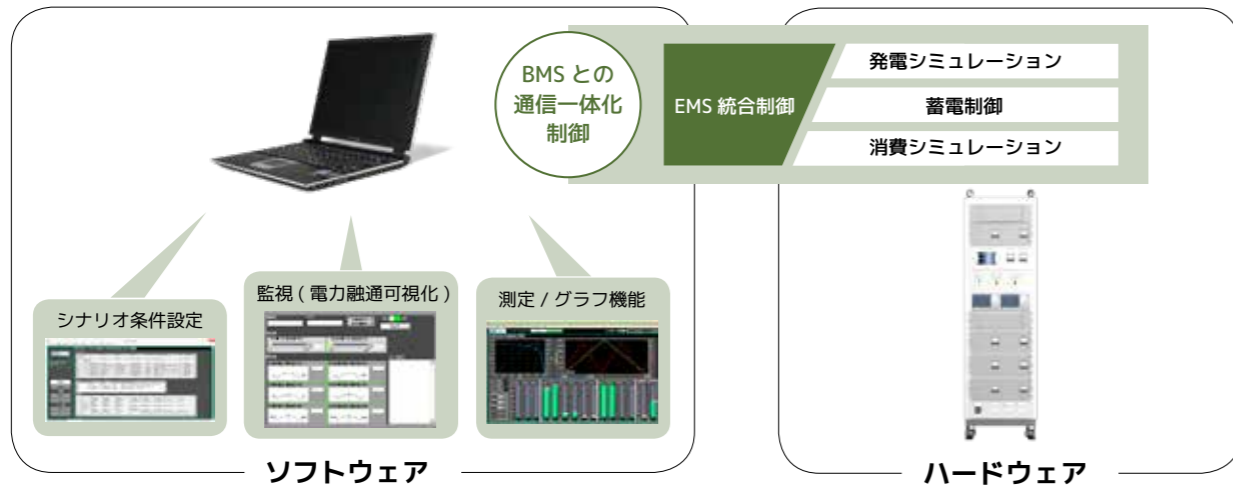 BMS との
通信一体化
制御
EMS 統合制御
発電シミュレーション
蓄電制御
消費シミュレーション
シナリオ条件設定
監視 ( 電力融通可視化 )
測定 / グラフ機能
ソフトウェア
ハードウェア